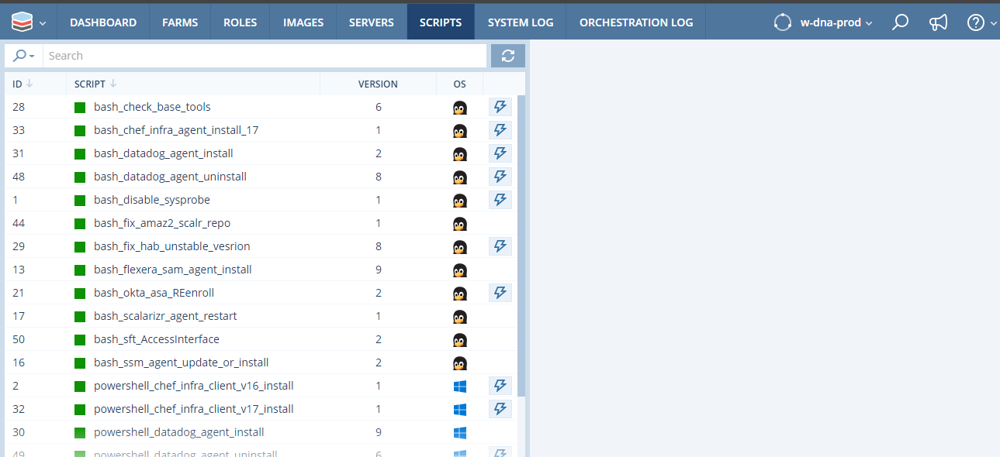 DASHBOARD FARMS ROLES IMAGES SERVERS SCRIPTS SYSTEM LOG ORCHESTRATION LOG w-dna-prod
Search
ID SCRIPT VERSION OS
28 bash_check_base_tools 6
33 bash_chef_infra_agent_install_17 1
31 bash_datadog_agent_install 2
48 bash_datadog_agent_uninstall 8
1 bash_disable_sysprobe 1
44 bash_fix_amaz2_scalr_repo 1
29 bash_fix_hab_unstable_vesrion 8
13 bash_flexera_sam_agent_install 9
21 bash_okta_asa_REenroll 2
17 bash_scalarizr_agent_restart 1
50 bash_sft_AccessInterface 2
16 bash_ssm_agent_update_or_install 2
2 powershell_chef_infra_client_v16_install 1
32 powershell_chef_infra_client_v17_install 1
30 powershell_datadog_agent_install 9
49 powershell_datadog_agent_uninstall 6